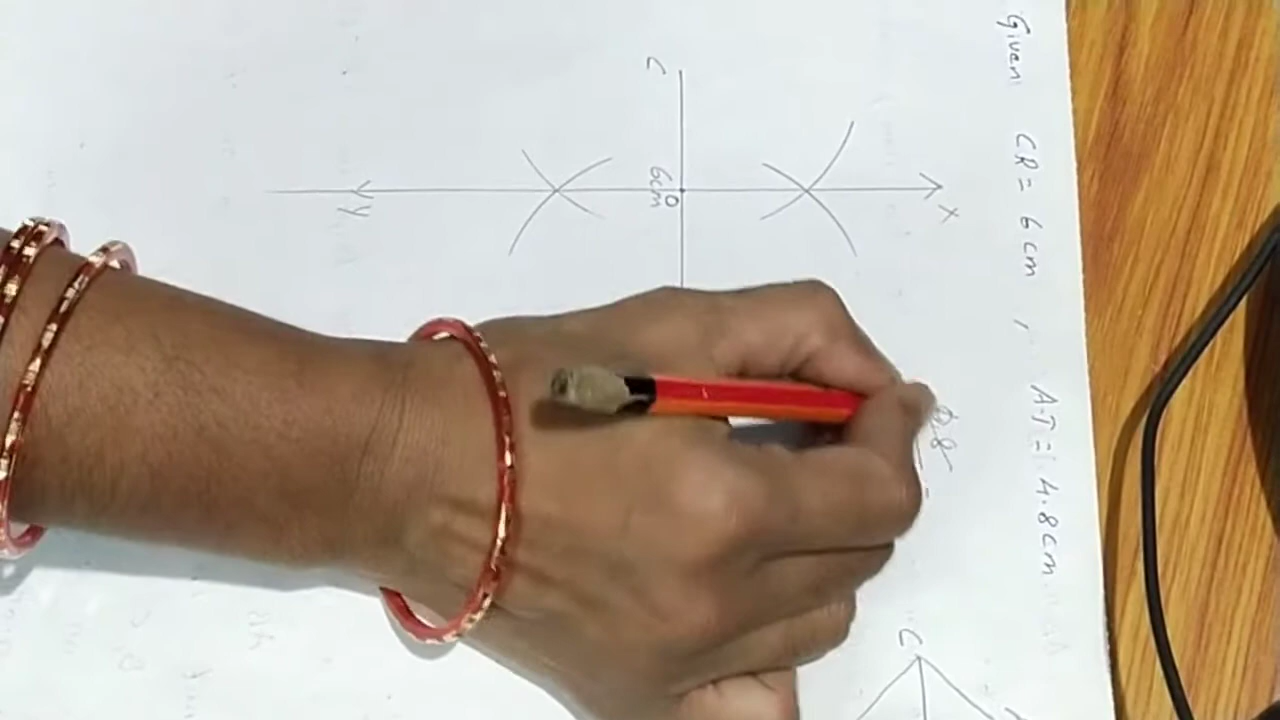 Given CR = 6 cm , AT = 4.8 cm
X
C
6cm
O
Y
C